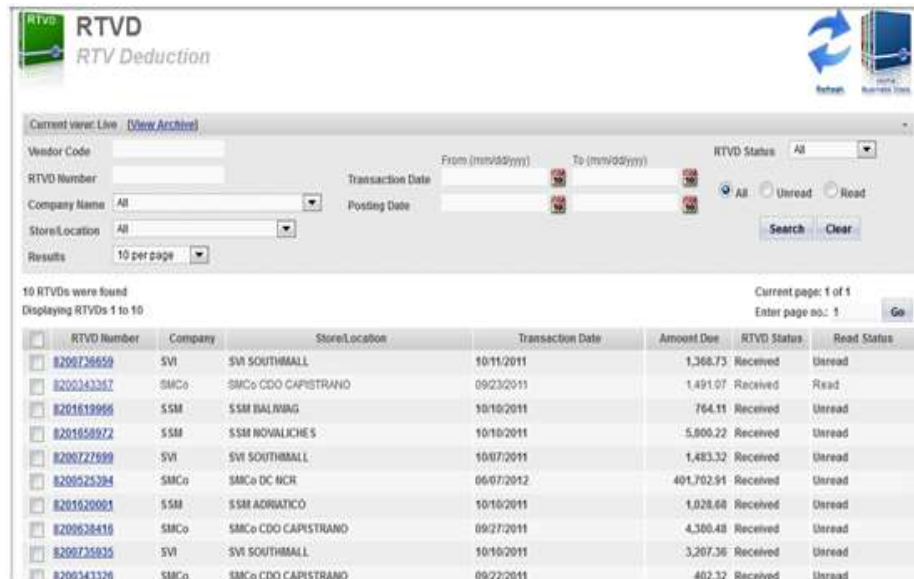 RTVD
RTVD
RTV Deduction
Refresh
Home
Business Docs
Current view: Live [View Archive]
Vendor Code
RTVD Number
Company Name All
Store/Location All
Results 10 per page
From (mm/dd/yyyy) To (mm/dd/yyyy)
Transaction Date
Posting Date
RTVD Status All
All Unread Read
Search Clear
10 RTVDs were found
Displaying RTVDs 1 to 10
Current page: 1 of 1
Enter page no.: 1 Go
RTVD Number Company Store/Location Transaction Date Amount Due RTVD Status Read Status
8200736659 SVI SVI SOUTHMALL 10/11/2011 1,368.73 Received Unread
8200343357 SMCo SMCo CDO CAPISTRANO 09/23/2011 1,491.07 Received Read
8201619966 SSM SSM BALIWAG 10/10/2011 764.11 Received Unread
8201658972 SSM SSM NOVALICHES 10/10/2011 5,800.22 Received Unread
8200727699 SVI SVI SOUTHMALL 10/07/2011 1,483.32 Received Unread
8200525394 SMCo SMCo DC NCR 06/07/2012 401,702.91 Received Unread
8201620001 SSM SSM ADRIATICO 10/10/2011 1,028.68 Received Unread
8200638416 SMCo SMCo CDO CAPISTRANO 09/27/2011 4,380.48 Received Unread
8200735935 SVI SVI SOUTHMALL 10/10/2011 3,207.36 Received Unread
8200343326 SMCo SMCo CDO CAPISTRANO 09/22/2011 402.32 Received Unread